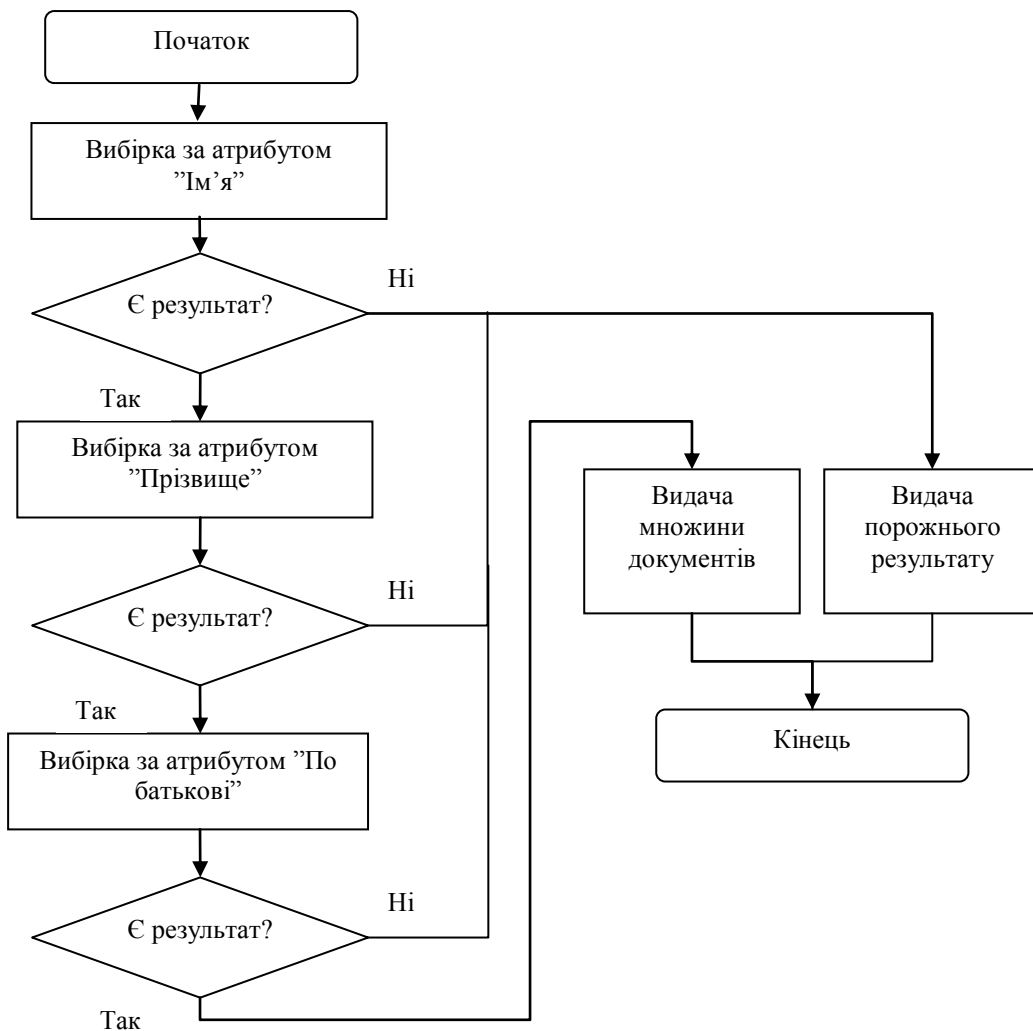 Початок
Вибірка за атрибутом
”Ім’я”
Є результат?
Ні
Так
Вибірка за атрибутом
”Прізвище”
Є результат?
Ні
Так
Вибірка за атрибутом ”По
батькові”
Є результат?
Ні
Так
Видача
множини
документів
Видача
порожнього
результату
Кінець